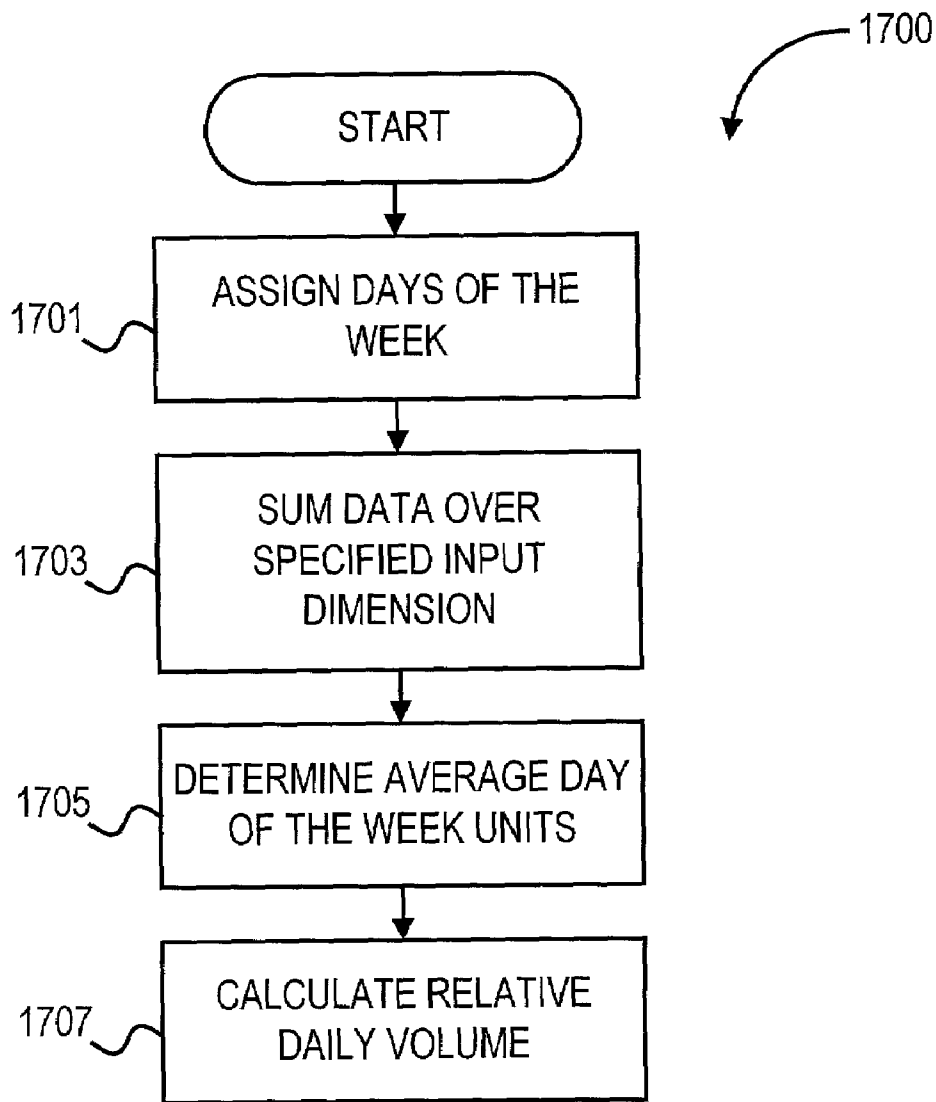 1700
START
1701
ASSIGN DAYS OF THE
WEEK
1703
SUM DATA OVER
SPECIFIED INPUT
DIMENSION
1705
DETERMINE AVERAGE DAY
OF THE WEEK UNITS
1707
CALCULATE RELATIVE
DAILY VOLUME